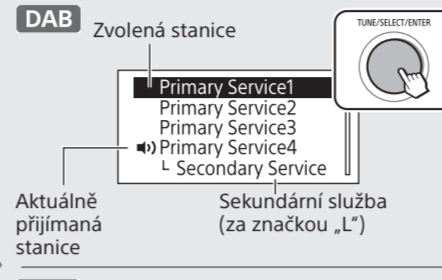 DAB
Zvolená stanice
TUNE/SELECT/ENTER
Primary Service1
Primary Service2
Primary Service3
Primary Service4
└ Secondary Service
Aktuálně
přijímaná
stanice
Sekundární služba
(za značkou „L“)